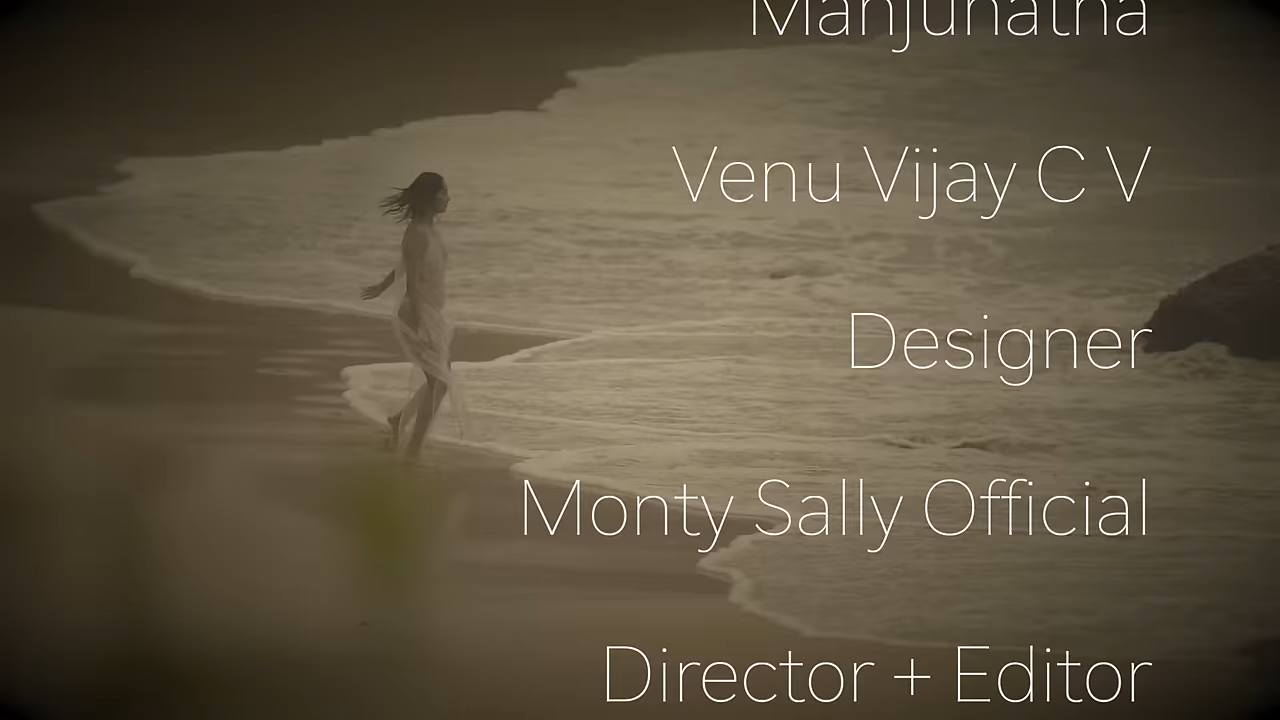 Manjunatha
Venu Vijay C V
Designer
Monty Sally Official
Director + Editor